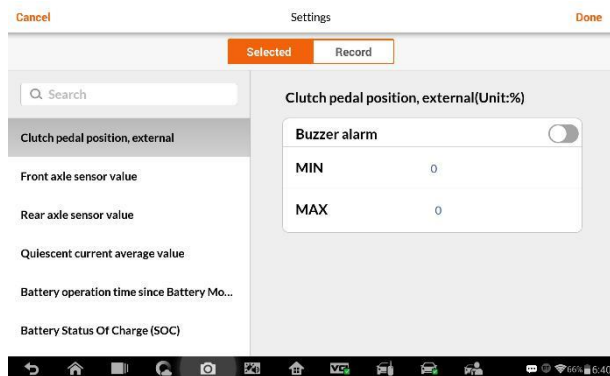 Cancel Settings Done
Selected Record
Search
Clutch pedal position, external(Unit:%)
Clutch pedal position, external
Buzzer alarm
Front axle sensor value
MIN 0
Rear axle sensor value
MAX 0
Quiescent current average value
Battery operation time since Battery Mo...
Battery Status Of Charge (SOC)
66% 6:40